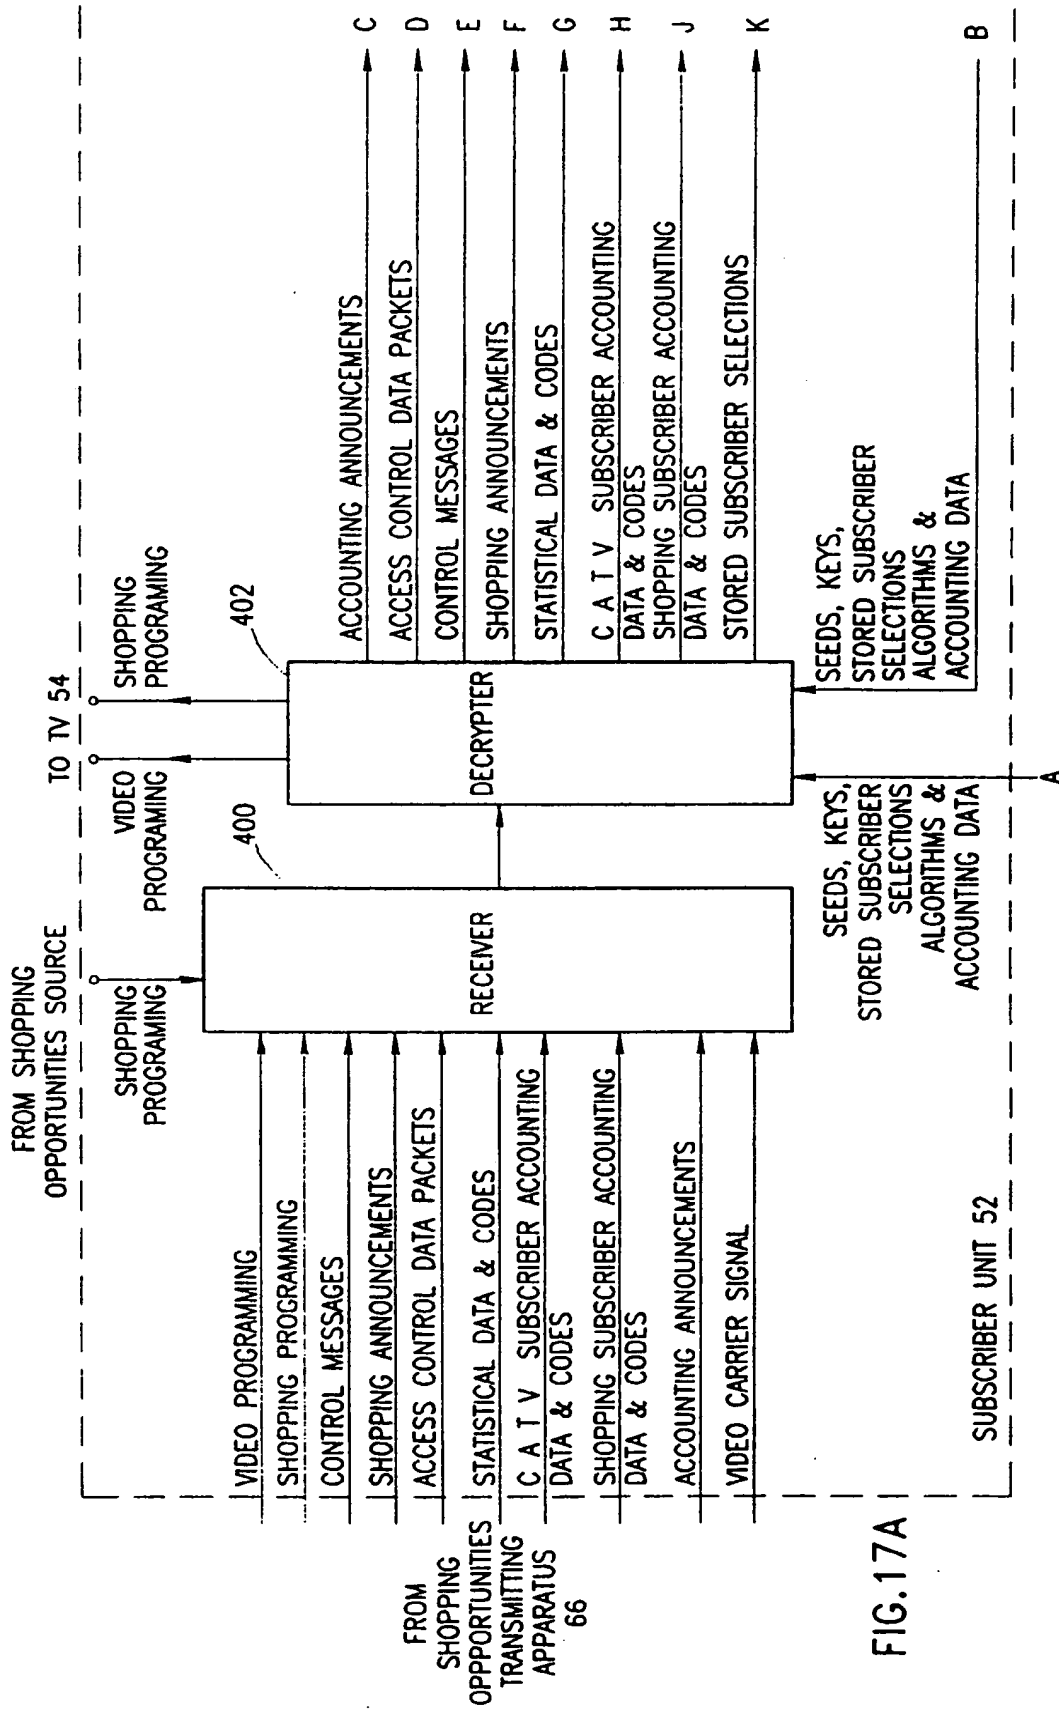 FROM SHOPPING
OPPORTUNITIES SOURCE
TO TV 54
SHOPPING
PROGRAMING
VIDEO
PROGRAMING
SHOPPING
PROGRAMING
400
402
VIDEO PROGRAMMING
SHOPPING PROGRAMMING
CONTROL MESSAGES
SHOPPING ANNOUNCEMENTS
ACCESS CONTROL DATA PACKETS
STATISTICAL DATA & CODES
C A T V SUBSCRIBER ACCOUNTING
DATA & CODES
SHOPPING SUBSCRIBER ACCOUNTING
DATA & CODES
ACCOUNTING ANNOUNCEMENTS
VIDEO CARRIER SIGNAL
FROM
SHOPPING
OPPPORTUNITIES
TRANSMITTING
APPARATUS
66
RECEIVER
DECRYPTER
ACCOUNTING ANNOUNCEMENTS
C
ACCESS CONTROL DATA PACKETS
D
CONTROL MESSAGES
E
SHOPPING ANNOUNCEMENTS
F
STATISTICAL DATA & CODES
G
C A T V SUBSCRIBER ACCOUNTING
DATA & CODES
H
SHOPPING SUBSCRIBER ACCOUNTING
DATA & CODES
J
STORED SUBSCRIBER SELECTIONS
K
SEEDS, KEYS,
STORED SUBSCRIBER
SELECTIONS
ALGORITHMS &
ACCOUNTING DATA
A
SEEDS, KEYS,
STORED SUBSCRIBER
SELECTIONS
ALGORITHMS &
ACCOUNTING DATA
B
SUBSCRIBER UNIT 52
FIG.17A